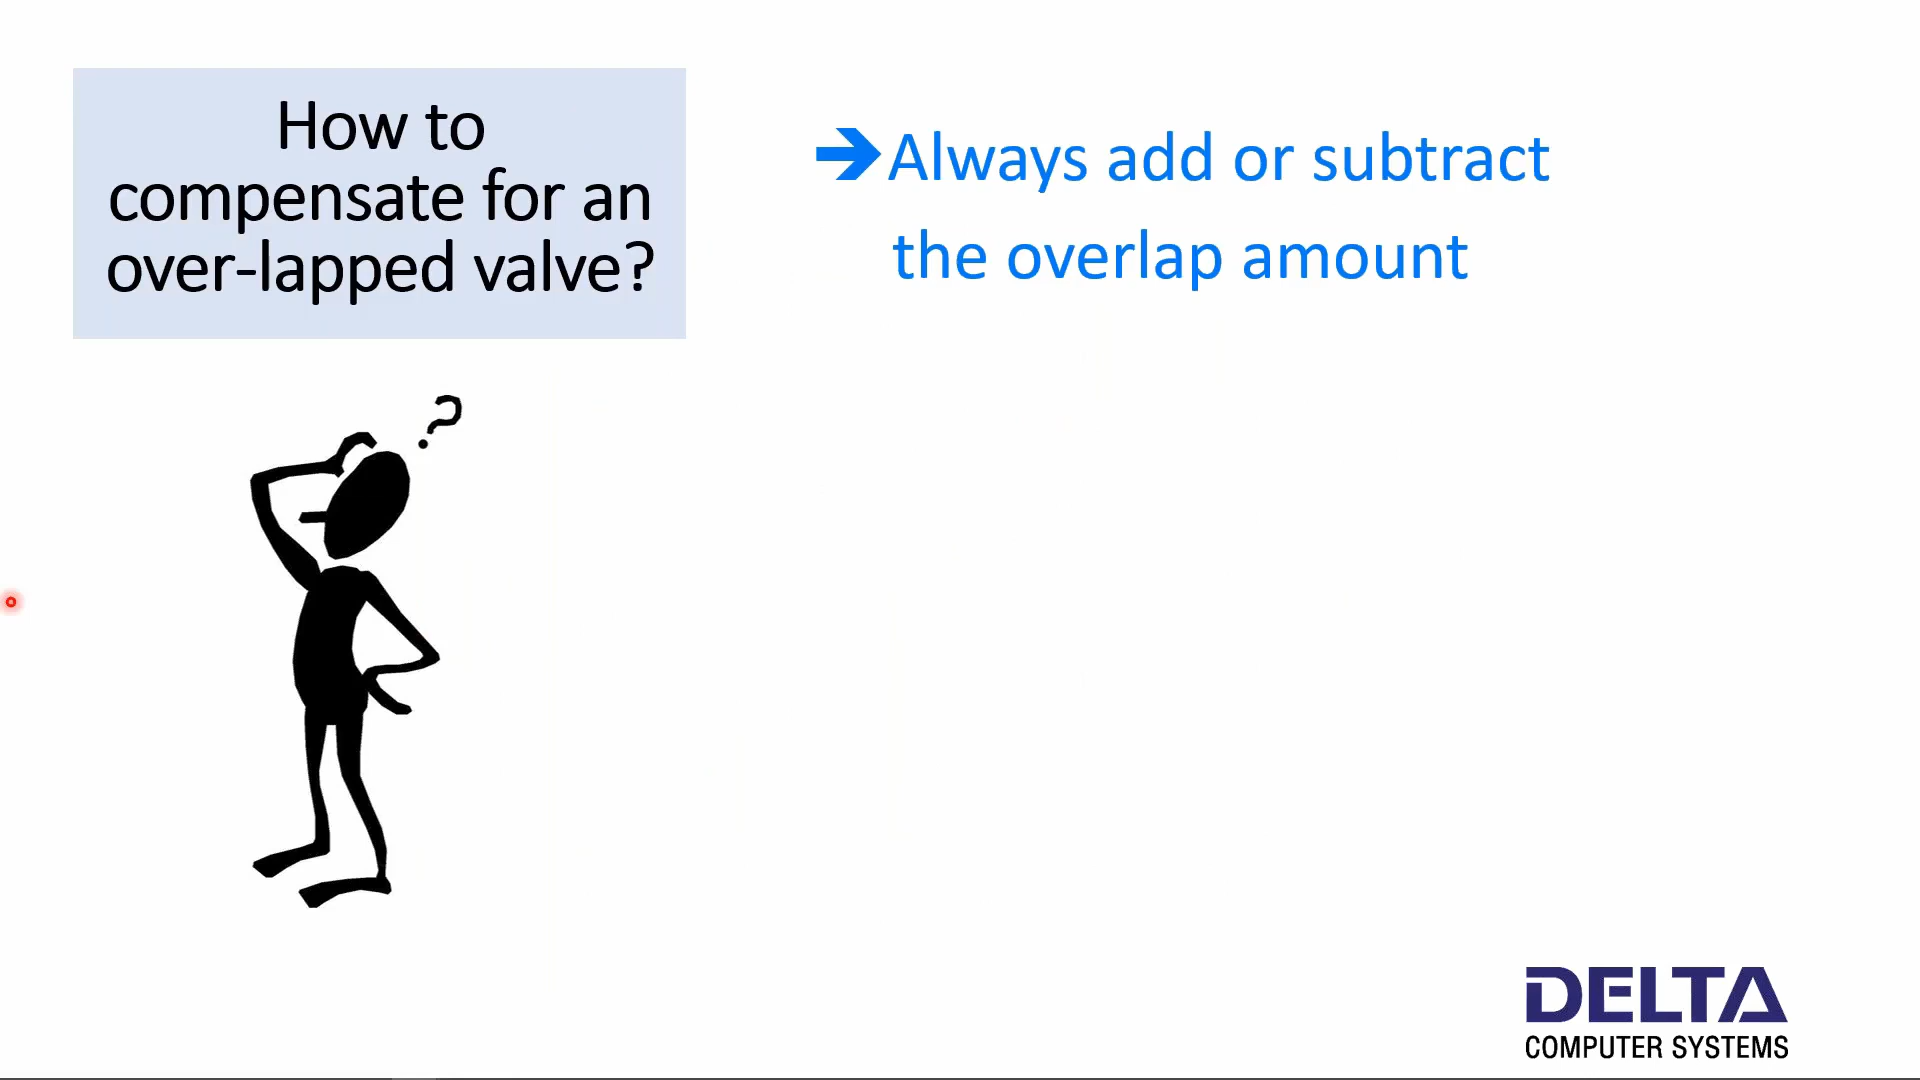 How to
compensate for an
over-lapped valve?
➔Always add or subtract
the overlap amount
?
DELTA
COMPUTER SYSTEMS